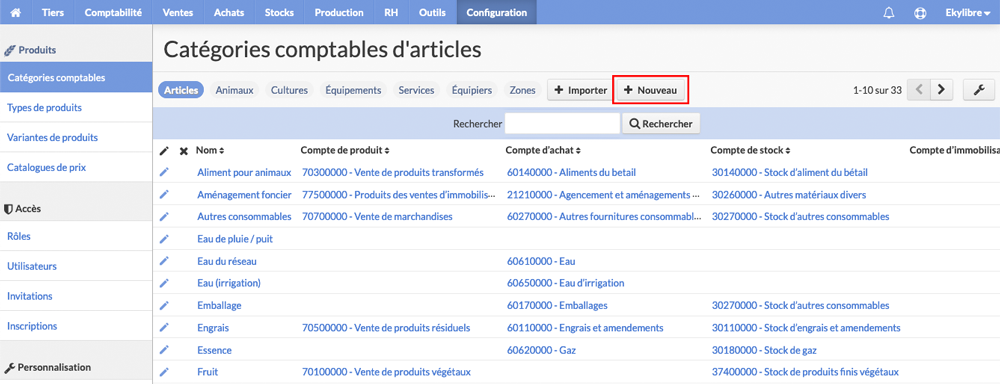 Tiers Comptabilité Ventes Achats Stocks Production RH Outils Configuration Ekylibre
Produits
Catégories comptables
Types de produits
Variantes de produits
Catalogues de prix
Accès
Rôles
Utilisateurs
Invitations
Inscriptions
Personnalisation
Catégories comptables d'articles
Articles Animaux Cultures Équipements Services Équipiers Zones Importer Nouveau 1-10 sur 33
Rechercher Rechercher
Nom Compte de produit Compte d'achat Compte de stock Compte d'immobilisa
Aliment pour animaux 70300000 - Vente de produits transformés 60140000 - Aliments du betail 30140000 - Stock d'aliment du bétail
Aménagement foncier 77500000 - Produits des ventes d'immobilis… 21210000 - Agencement et aménagements … 30260000 - Autres matériaux divers
Autres consommables 70700000 - Vente de marchandises 60270000 - Autres fournitures consommabl… 30270000 - Stock d'autres consommables
Eau de pluie / puit
Eau du réseau 60610000 - Eau
Eau (irrigation) 60650000 - Eau d'irrigation
Emballage 60170000 - Emballages 30270000 - Stock d'autres consommables
Engrais 70500000 - Vente de produits résiduels 60110000 - Engrais et amendements 30110000 - Stock d'engrais et amendements
Essence 60620000 - Gaz 30180000 - Stock de gaz
Fruit 70100000 - Vente de produits végétaux 37400000 - Stock de produits finis végétaux